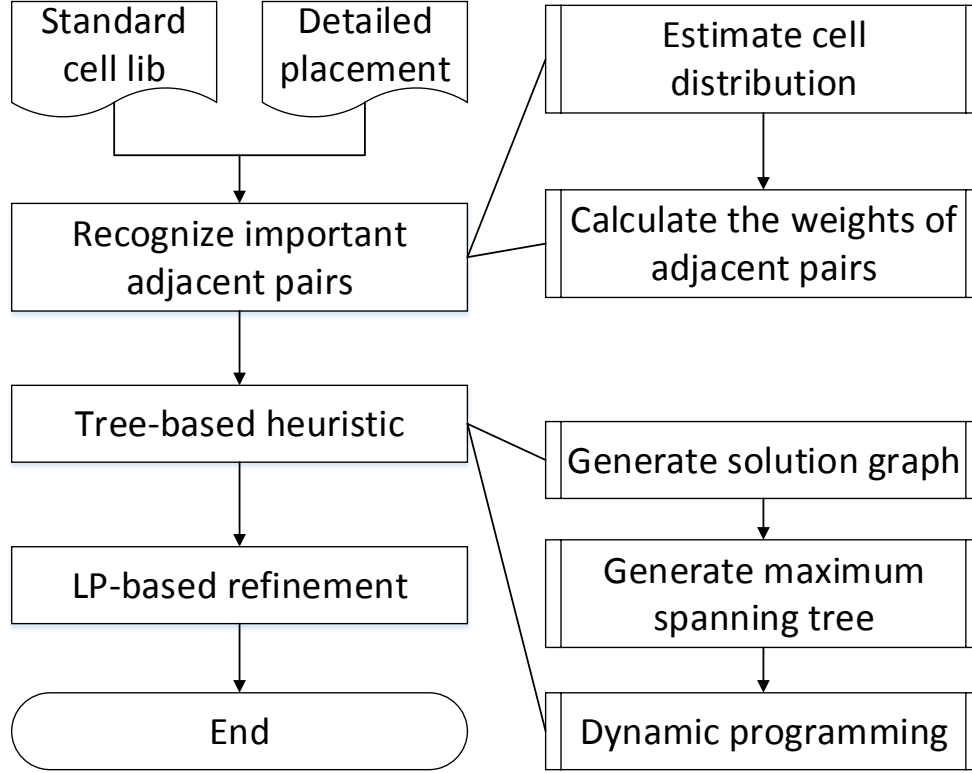 Standard
cell lib
Detailed
placement
Recognize important
adjacent pairs
Tree-based heuristic
LP-based refinement
End
Estimate cell
distribution
Calculate the weights of
adjacent pairs
Generate solution graph
Generate maximum
spanning tree
Dynamic programming